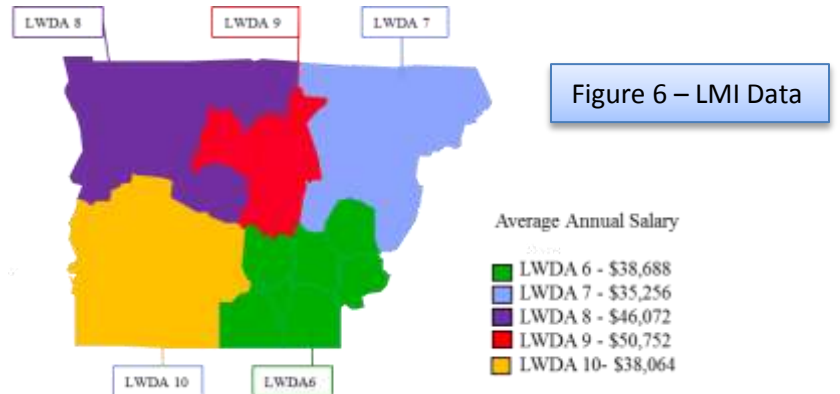 LWDA 8
LWDA 9
LWDA 7
Figure 6 – LMI Data
Average Annual Salary
LWDA 6 - $38,688
LWDA 7 - $35,256
LWDA 8 - $46,072
LWDA 9 - $50,752
LWDA 10- $38,064
LWDA 10
LWDA6